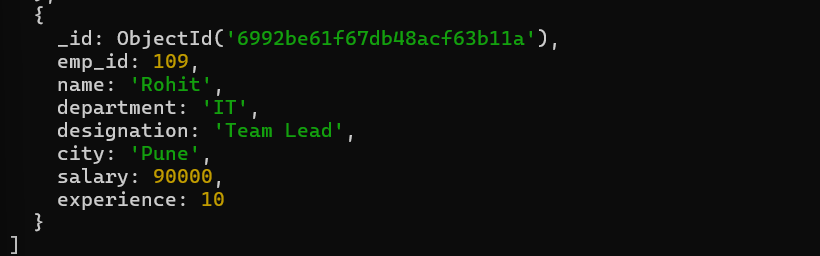 {
_id: ObjectId('6992be61f67db48acf63b11a'),
emp_id: 109,
name: 'Rohit',
department: 'IT',
designation: 'Team Lead',
city: 'Pune',
salary: 90000,
experience: 10
}
]